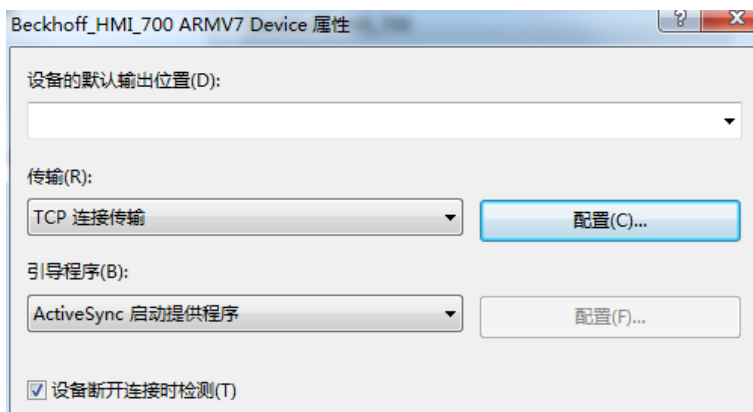 Beckhoff_HMI_700 ARMV7 Device 属性
设备的默认输出位置(D):
传输(R):
TCP 连接传输
配置(C)...
引导程序(B):
ActiveSync 启动提供程序
配置(F)...
设备断开连接时检测(T)